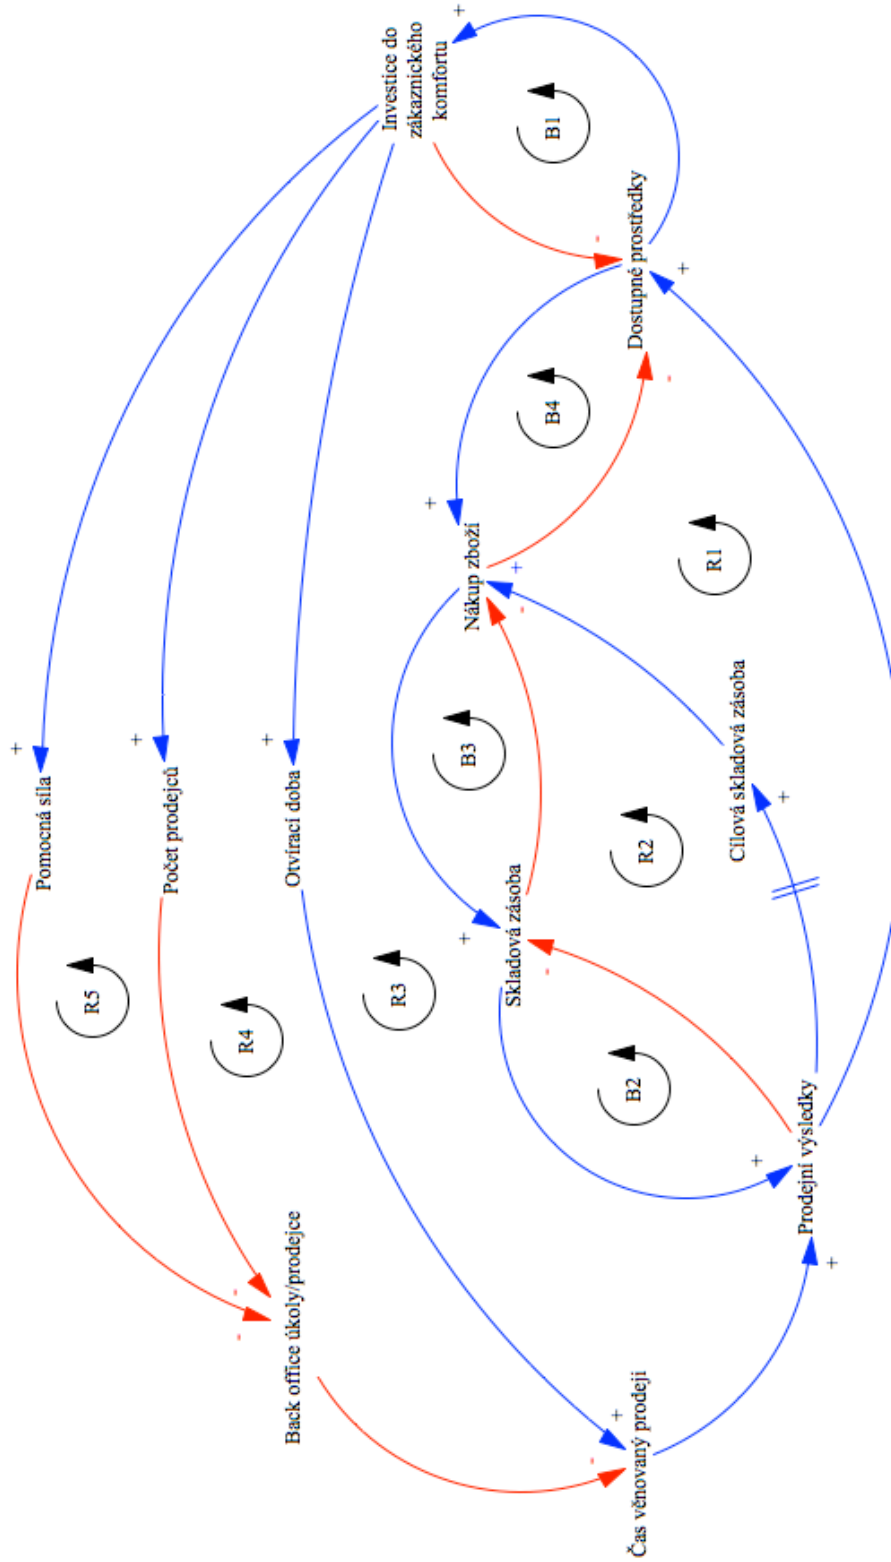 +
Pomocná síla
R5
+
Počet prodejců
-
-
R4
+
Back office úkoly/prodejce
Otvírací doba
Investice do
zákaznického
komfortu
R3
+
+
+
B3
Nákup zboží
Skladová zásoba
-
+
-
B4
B1
-
-
+
Čas věnovaný prodeji
B2
R2
Dostupné prostředky
-
+
R1
Cílová skladová zásoba
+
+
Prodejní výsledky
+